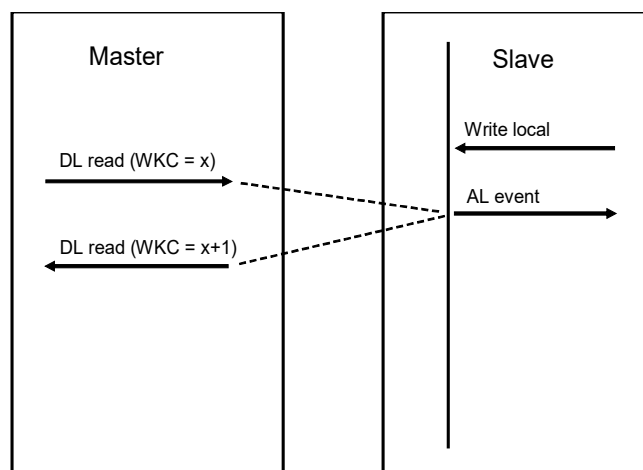 Master
Slave
Write local
DL read (WKC = x)
AL event
DL read (WKC = x+1)